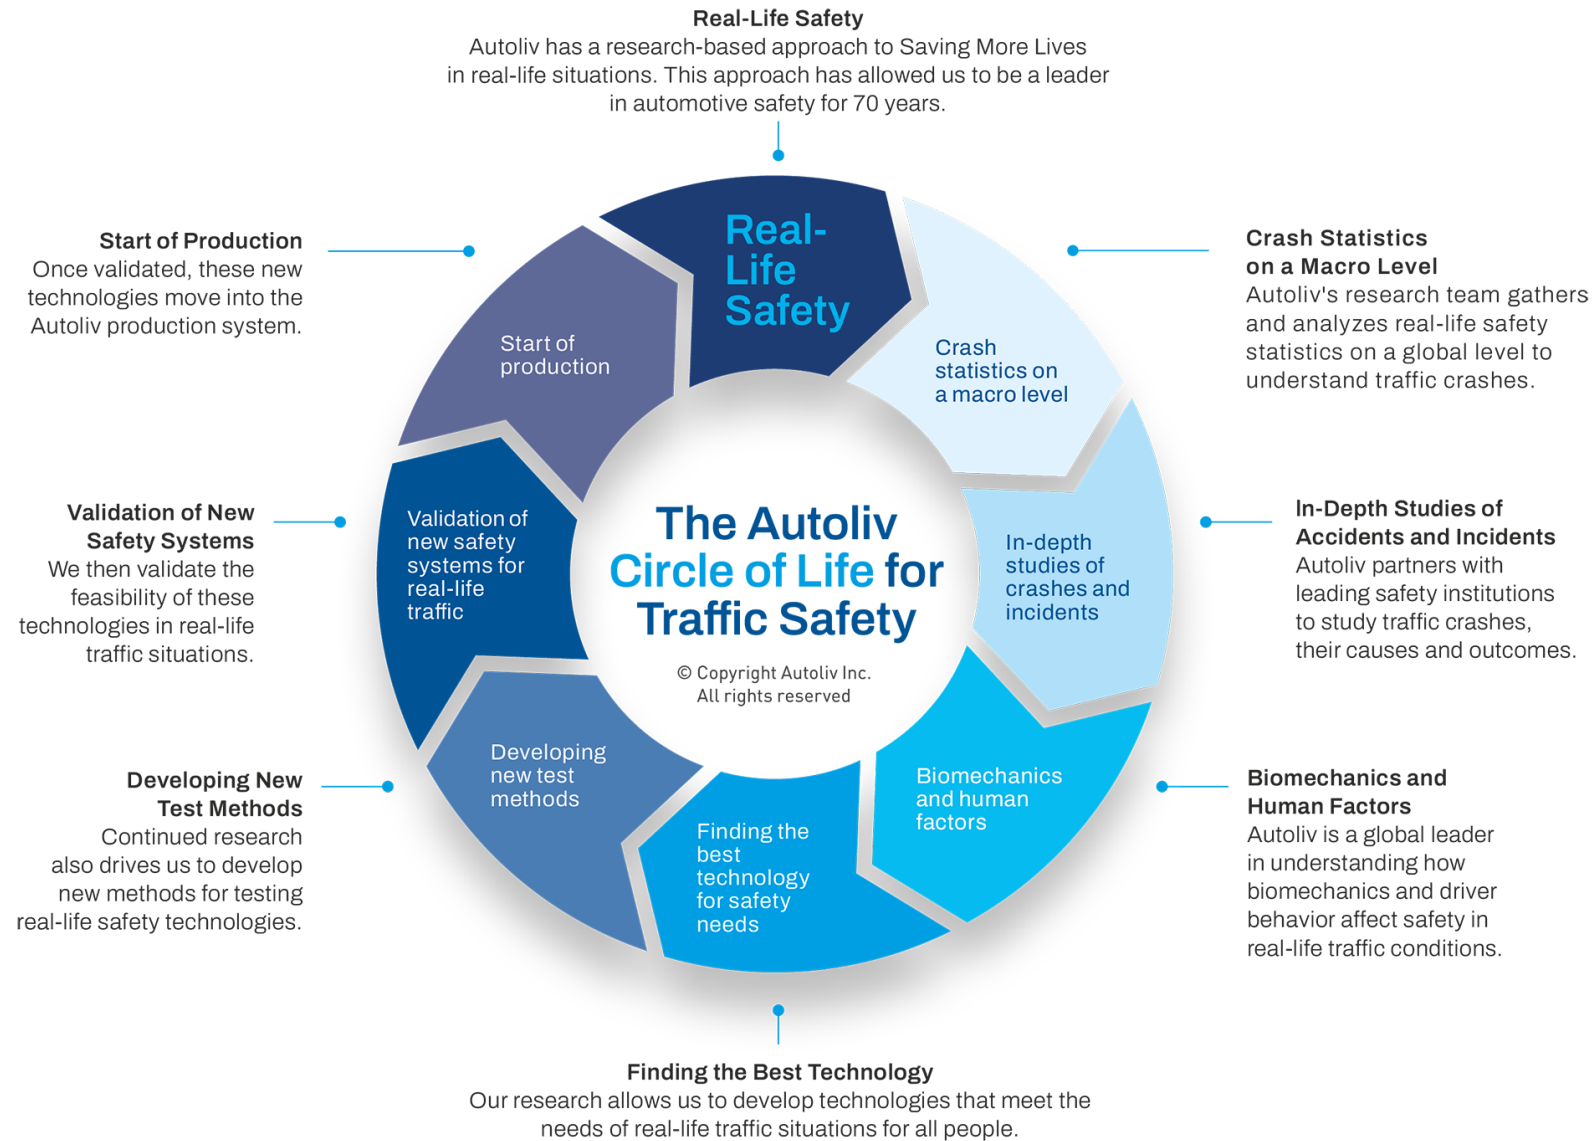 Real-Life Safety
Autoliv has a research-based approach to Saving More Lives
in real-life situations. This approach has allowed us to be a leader
in automotive safety for 70 years.
Start of Production
Once validated, these new
technologies move into the
Autoliv production system.
Crash Statistics
on a Macro Level
Autoliv's research team gathers
and analyzes real-life safety
statistics on a global level to
understand traffic crashes.
Real-
Life
Safety
Start of
production
Crash
statistics on
a macro level
Validation of New
Safety Systems
We then validate the
feasibility of these
technologies in real-life
traffic situations.
Validation of
new safety
systems for
real-life
traffic
The Autoliv
Circle of Life for
Traffic Safety
© Copyright Autoliv Inc.
All rights reserved
In-depth
studies of
crashes and
incidents
In-Depth Studies of
Accidents and Incidents
Autoliv partners with
leading safety institutions
to study traffic crashes,
their causes and outcomes.
Developing New
Test Methods
Continued research
also drives us to develop
new methods for testing
real-life safety technologies.
Developing
new test
methods
Finding the
best
technology
for safety
needs
Biomechanics
and human
factors
Biomechanics and
Human Factors
Autoliv is a global leader
in understanding how
biomechanics and driver
behavior affect safety in
real-life traffic conditions.
Finding the Best Technology
Our research allows us to develop technologies that meet the
needs of real-life traffic situations for all people.